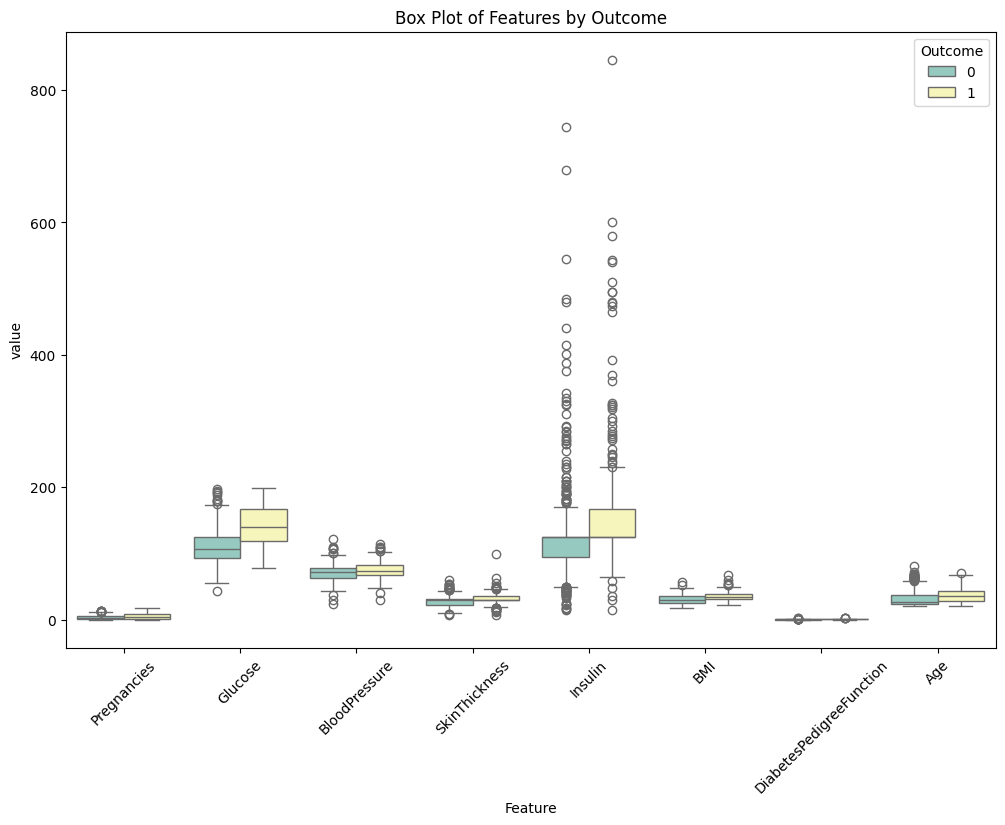 Box Plot of Features by Outcome
Outcome
0
1
800
600
400
200
0
value
Pregnancies
Glucose
BloodPressure
SkinThickness
Insulin
BMI
DiabetesPedigreeFunction
Age
Feature